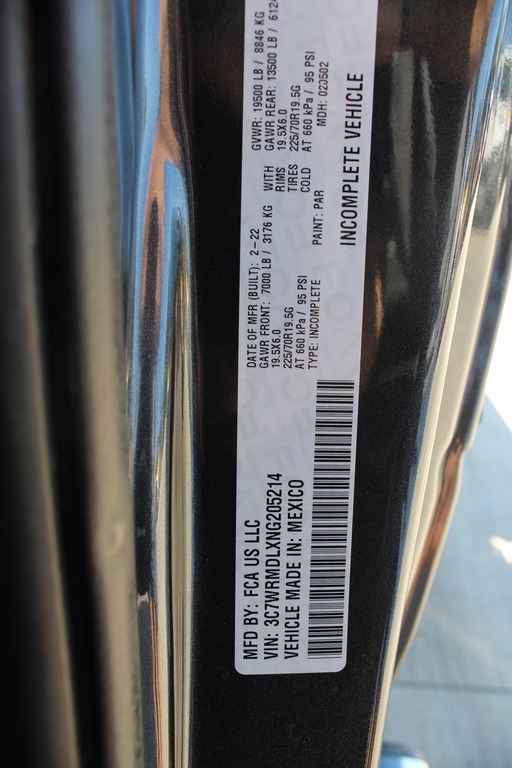 MFD BY: FCA US LLC
VIN: 3C7WRMDLXNG205214
VEHICLE MADE IN: MEXICO
DATE OF MFR (BUILT): 2-22
GAWR FRONT: 7000 LB / 3176 KG
19.5X6.0
225/70R19.5G
AT 660 kPa / 95 PSI
TYPE: INCOMPLETE
WITH
RIMS
TIRES
COLD
PAINT: PAR
GVWR: 19500 LB / 8846 KG
GAWR REAR: 13500 LB / 6124
19.5X6.0
225/70R19.5G
AT 660 kPa / 95 PSI
MDH: 020502
INCOMPLETE VEHICLE